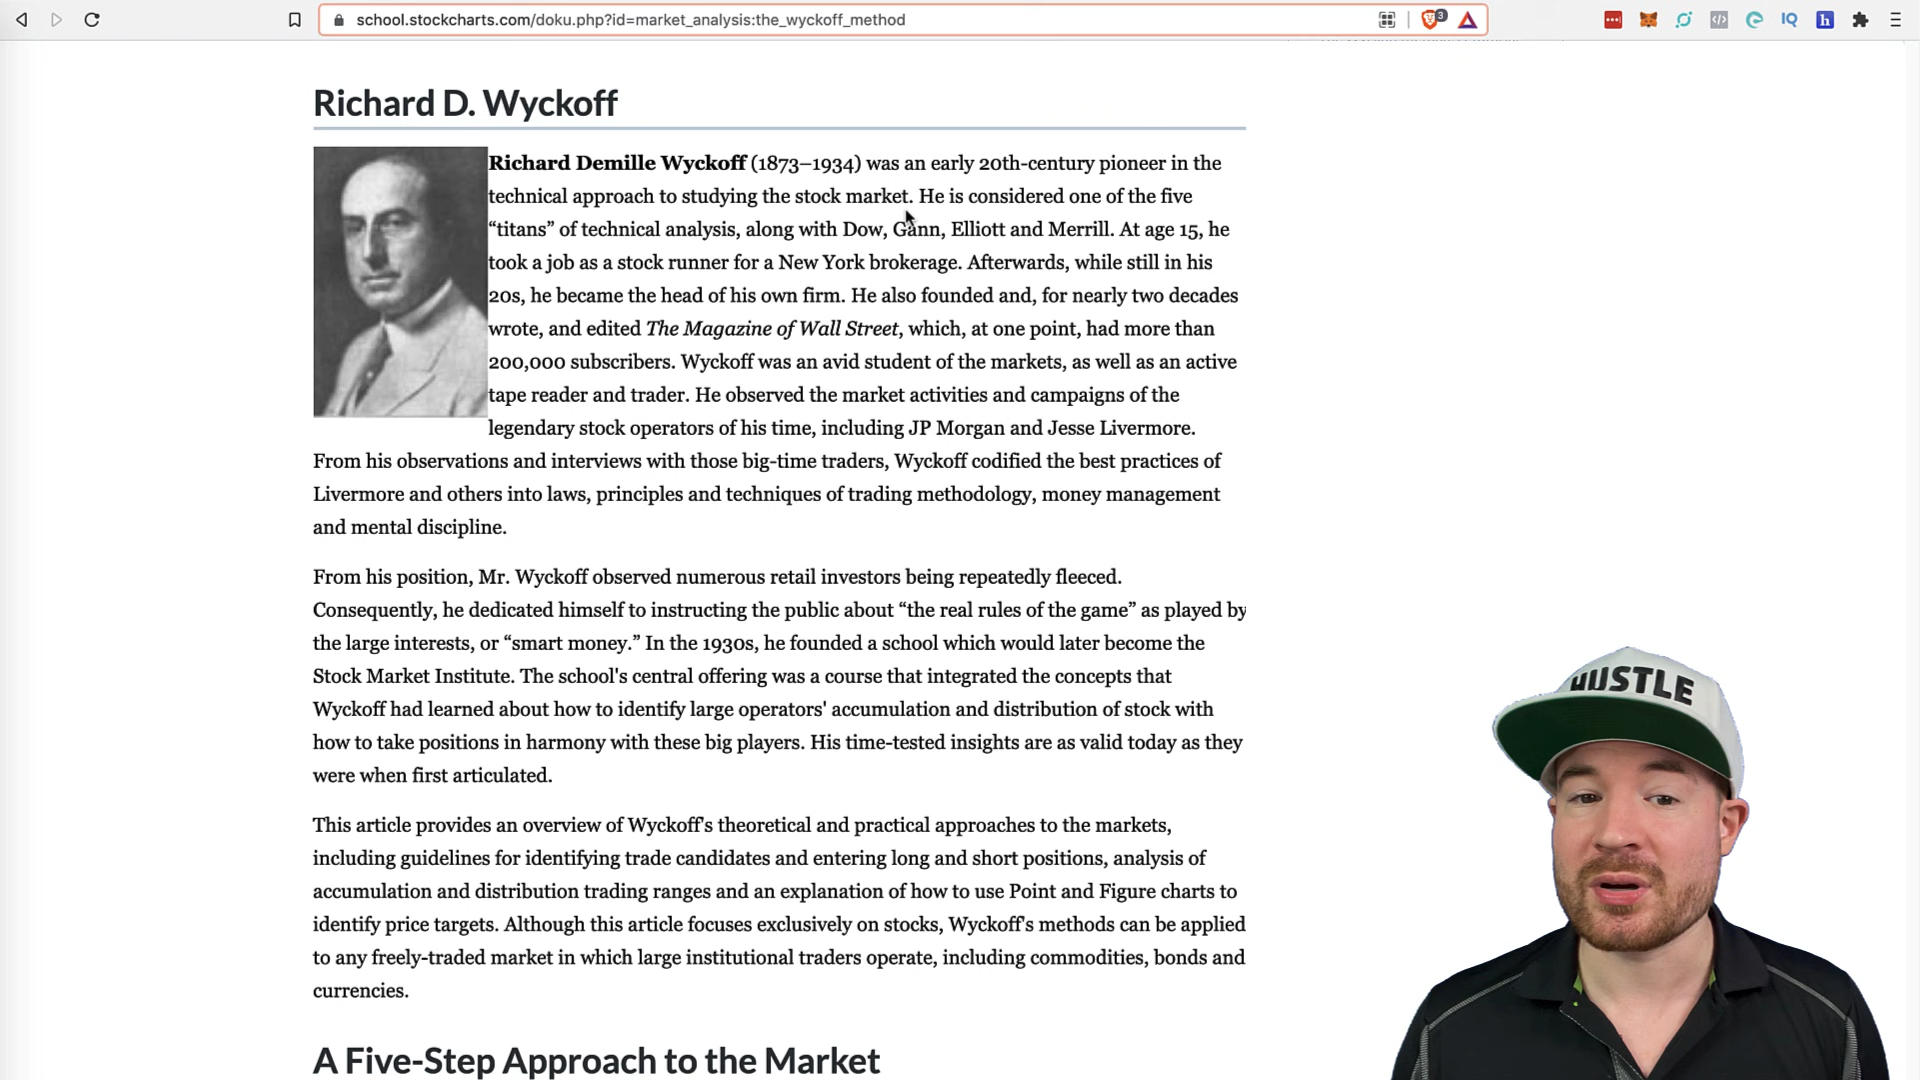 school.stockcharts.com/doku.php?id=market_analysis:the_wyckoff_method
3
IQ
h
Richard D. Wyckoff
Richard Demille Wyckoff (1873–1934) was an early 20th-century pioneer in the
technical approach to studying the stock market. He is considered one of the five
“titans” of technical analysis, along with Dow, Gann, Elliott and Merrill. At age 15, he
took a job as a stock runner for a New York brokerage. Afterwards, while still in his
20s, he became the head of his own firm. He also founded and, for nearly two decades
wrote, and edited The Magazine of Wall Street, which, at one point, had more than
200,000 subscribers. Wyckoff was an avid student of the markets, as well as an active
tape reader and trader. He observed the market activities and campaigns of the
legendary stock operators of his time, including JP Morgan and Jesse Livermore.
From his observations and interviews with those big-time traders, Wyckoff codified the best practices of
Livermore and others into laws, principles and techniques of trading methodology, money management
and mental discipline.
From his position, Mr. Wyckoff observed numerous retail investors being repeatedly fleeced.
Consequently, he dedicated himself to instructing the public about “the real rules of the game” as played by
the large interests, or “smart money.” In the 1930s, he founded a school which would later become the
Stock Market Institute. The school's central offering was a course that integrated the concepts that
Wyckoff had learned about how to identify large operators' accumulation and distribution of stock with
how to take positions in harmony with these big players. His time-tested insights are as valid today as they
were when first articulated.
This article provides an overview of Wyckoff's theoretical and practical approaches to the markets,
including guidelines for identifying trade candidates and entering long and short positions, analysis of
accumulation and distribution trading ranges and an explanation of how to use Point and Figure charts to
identify price targets. Although this article focuses exclusively on stocks, Wyckoff's methods can be applied
to any freely-traded market in which large institutional traders operate, including commodities, bonds and
currencies.
A Five-Step Approach to the Market
HUSTLE